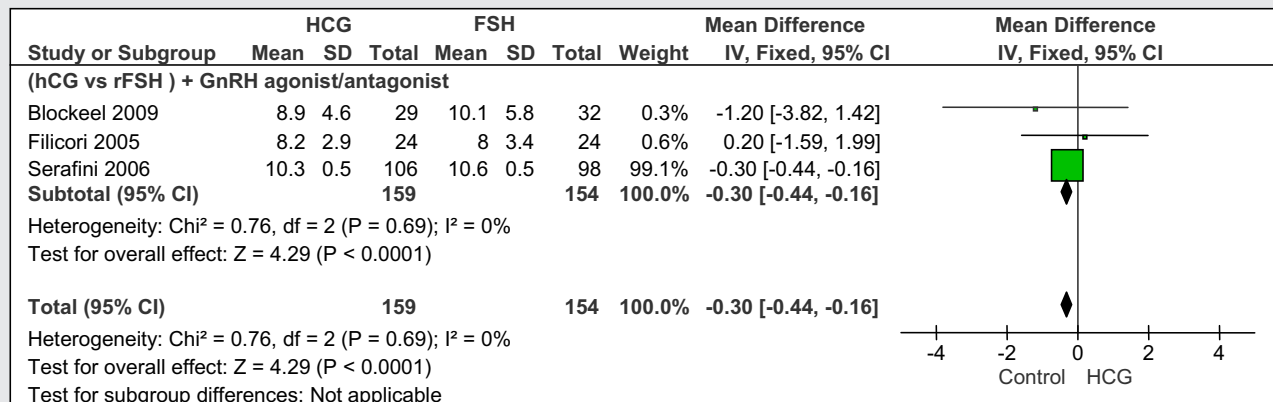 HCG FSH Mean Difference Mean Difference
Study or Subgroup Mean SD Total Mean SD Total Weight IV, Fixed, 95% CI IV, Fixed, 95% CI
(hCG vs rFSH ) + GnRH agonist/antagonist
Blockeel 2009 8.9 4.6 29 10.1 5.8 32 0.3% -1.20 [-3.82, 1.42]
Filicori 2005 8.2 2.9 24 8 3.4 24 0.6% 0.20 [-1.59, 1.99]
Serafini 2006 10.3 0.5 106 10.6 0.5 98 99.1% -0.30 [-0.44, -0.16]
Subtotal (95% CI) 159 154 100.0% -0.30 [-0.44, -0.16]
Heterogeneity: Chi² = 0.76, df = 2 (P = 0.69); I² = 0%
Test for overall effect: Z = 4.29 (P < 0.0001)
Total (95% CI) 159 154 100.0% -0.30 [-0.44, -0.16]
Heterogeneity: Chi² = 0.76, df = 2 (P = 0.69); I² = 0%
Test for overall effect: Z = 4.29 (P < 0.0001)
Test for subgroup differences: Not applicable
-4 -2 0 2 4
Control HCG